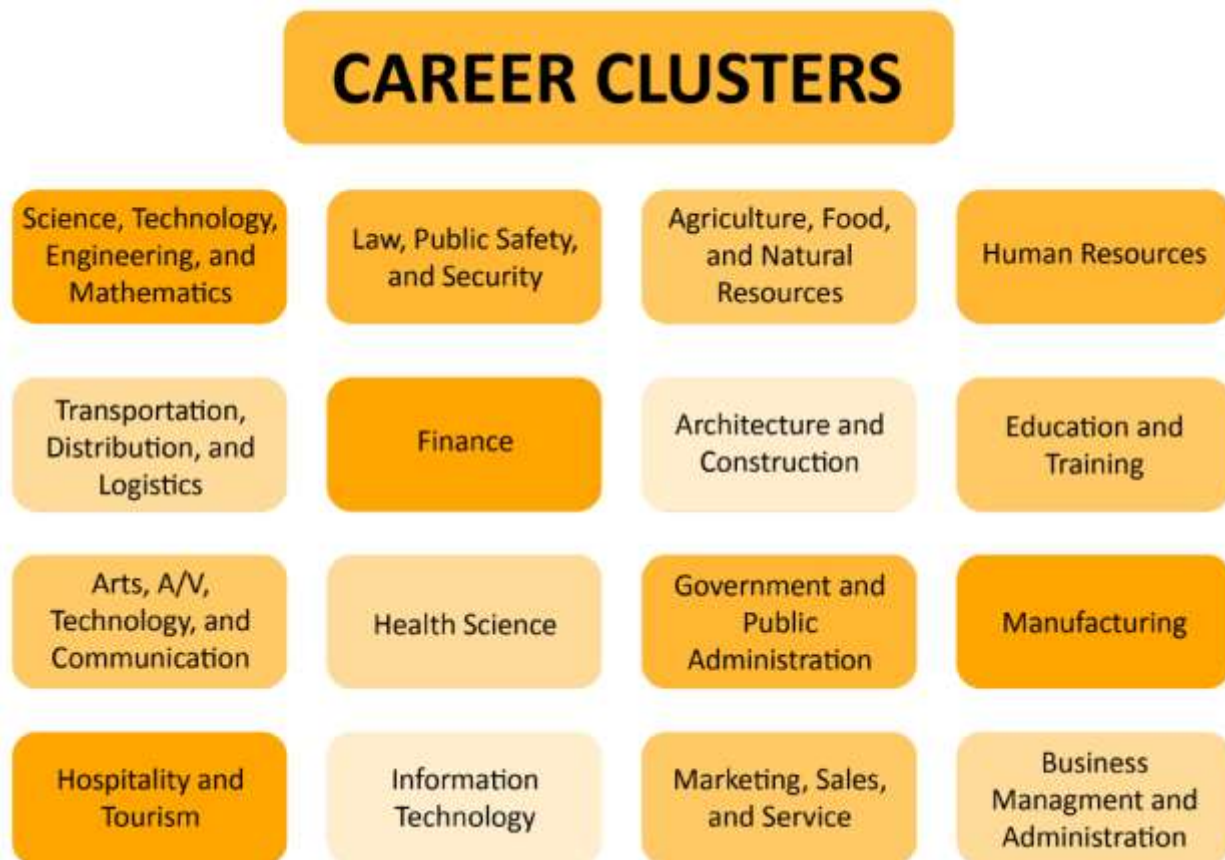 CAREER CLUSTERS
Science, Technology,
Engineering, and
Mathematics
Law, Public Safety,
and Security
Agriculture, Food,
and Natural
Resources
Human Resources
Transportation,
Distribution, and
Logistics
Finance
Architecture and
Construction
Education and
Training
Arts, A/V,
Technology, and
Communication
Health Science
Government and
Public
Administration
Manufacturing
Hospitality and
Tourism
Information
Technology
Marketing, Sales,
and Service
Business
Managment and
Administration